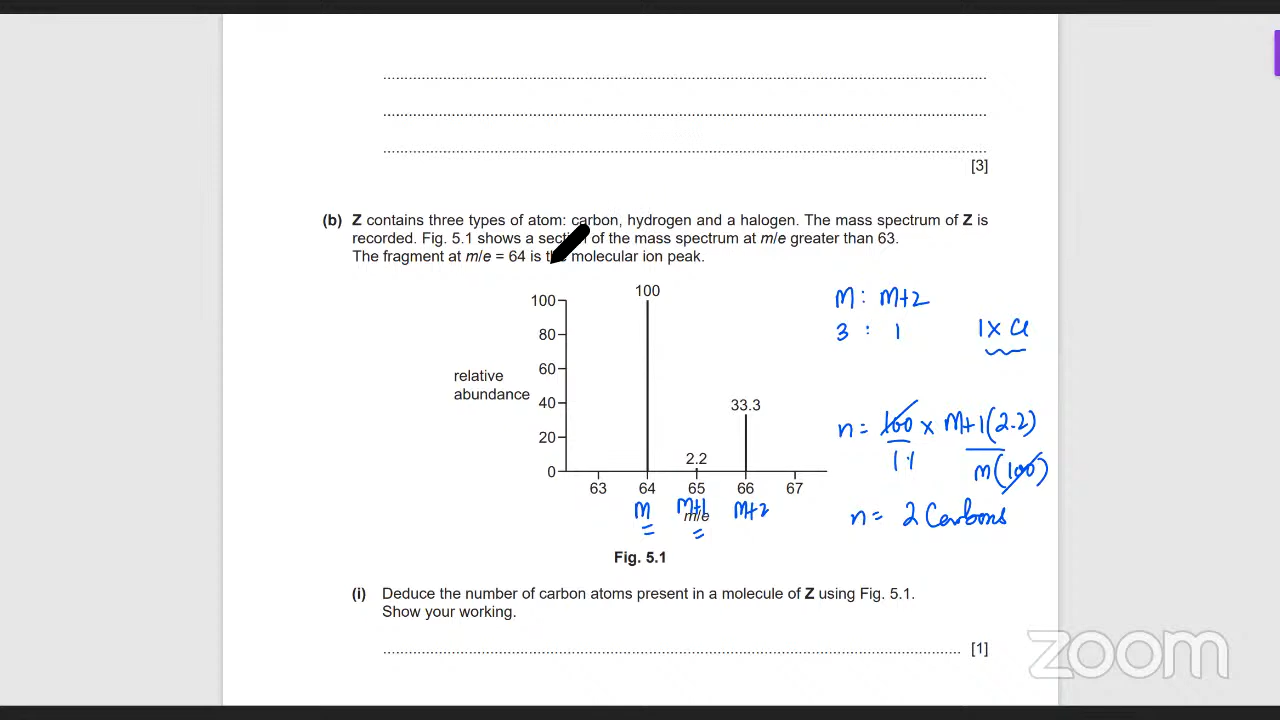 [3]
(b) Z contains three types of atom: carbon, hydrogen and a halogen. The mass spectrum of Z is
recorded. Fig. 5.1 shows a section of the mass spectrum at m/e greater than 63.
The fragment at m/e = 64 is the molecular ion peak.
100
100
80
60
40
20
0
relative
abundance
2.2
33.3
63 64 65 66 67
M M+1 M+2
m/e
Fig. 5.1
M : M+2
3 : 1 1 x Cl
n = 100 x M+1 (2.2)
1.1 M (100)
n = 2 Carbons
(i) Deduce the number of carbon atoms present in a molecule of Z using Fig. 5.1.
Show your working.
[1]
zoom